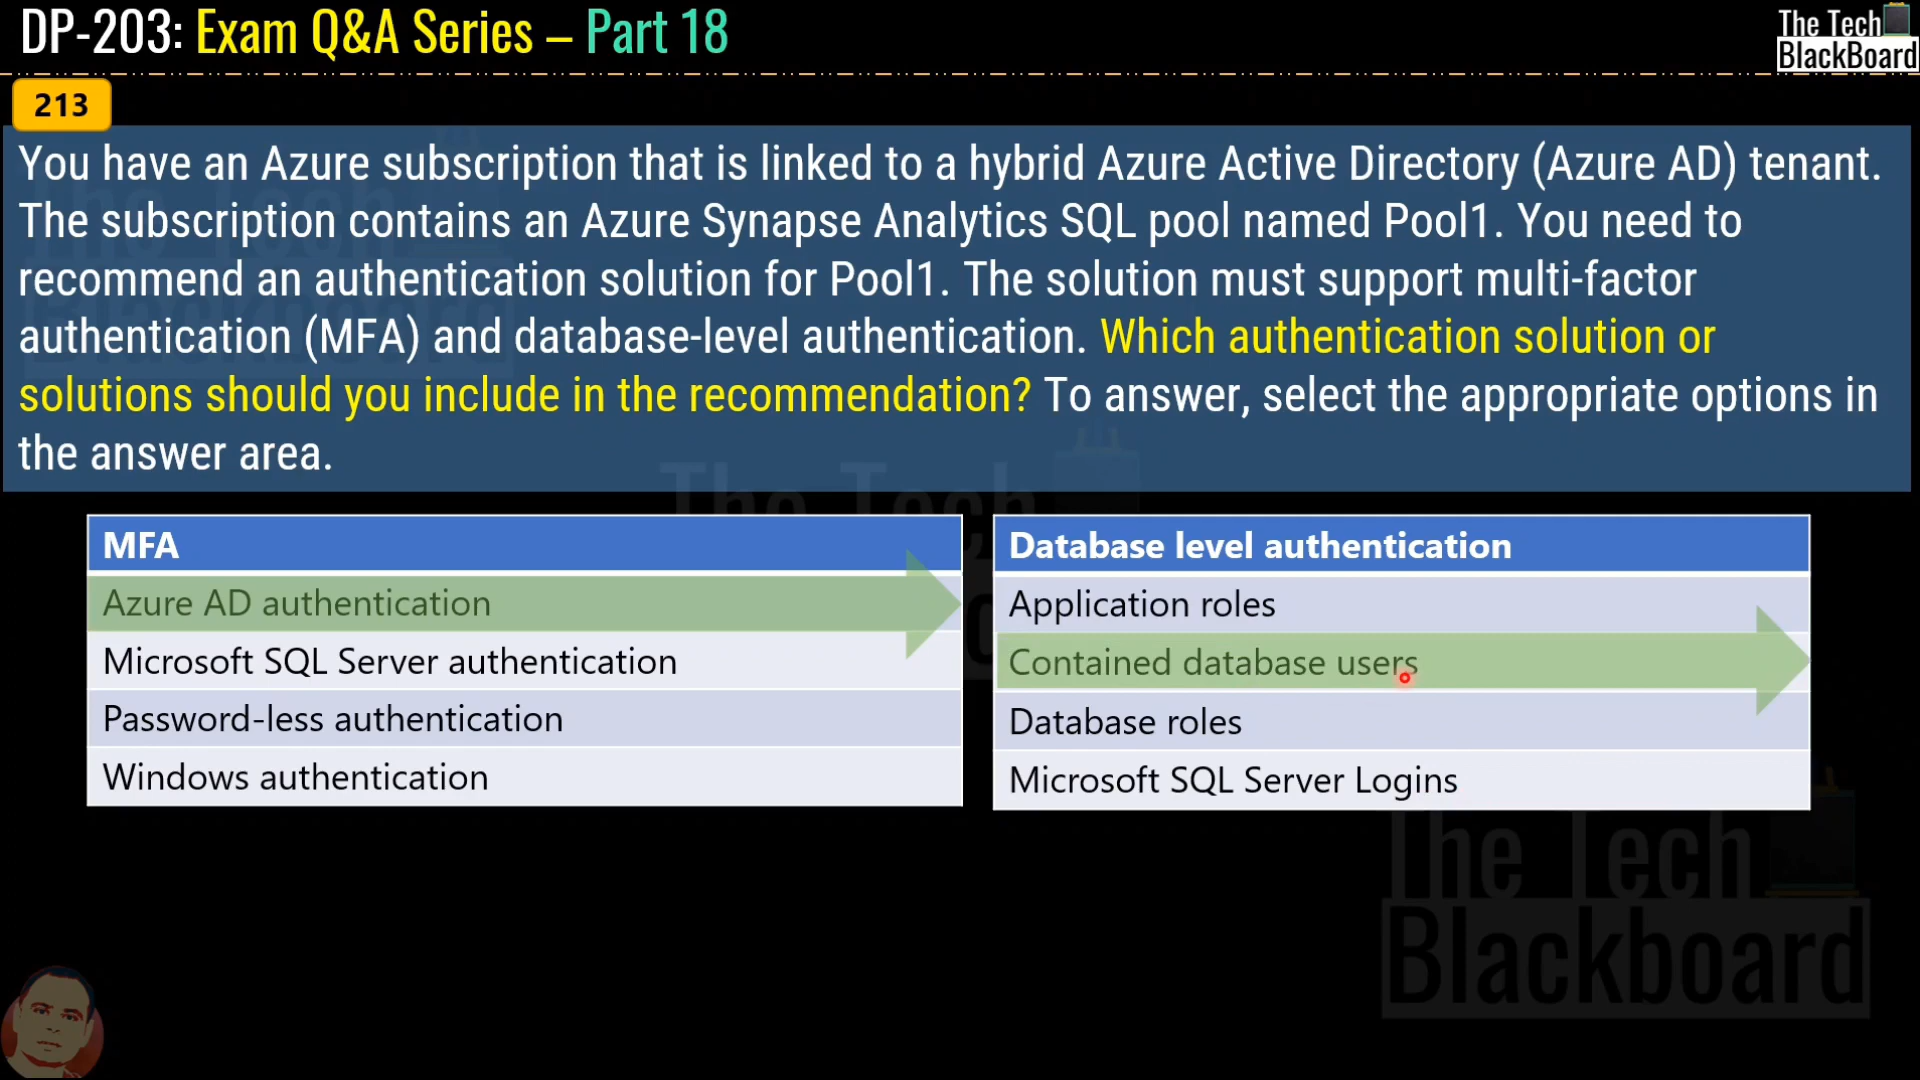 DP-203: Exam Q&A Series – Part 18
The Tech
BlackBoard
213
You have an Azure subscription that is linked to a hybrid Azure Active Directory (Azure AD) tenant.
The subscription contains an Azure Synapse Analytics SQL pool named Pool1. You need to
recommend an authentication solution for Pool1. The solution must support multi-factor
authentication (MFA) and database-level authentication. Which authentication solution or
solutions should you include in the recommendation? To answer, select the appropriate options in
the answer area.
MFA
Azure AD authentication
Microsoft SQL Server authentication
Password-less authentication
Windows authentication
Database level authentication
Application roles
Contained database users
Database roles
Microsoft SQL Server Logins
The Tech
The Tech
Blackboard